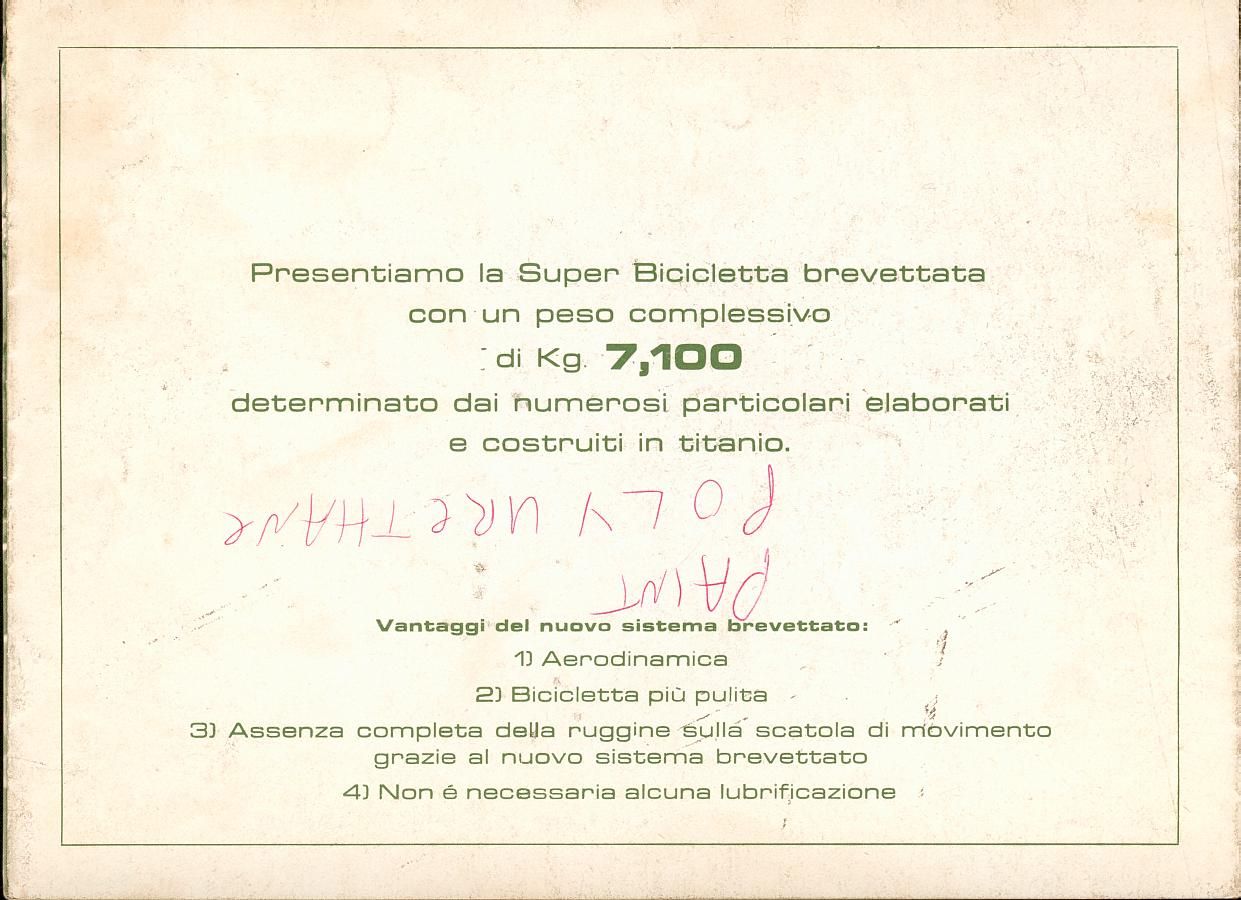 Presentiamo la Super Bicicletta brevettata
con un peso complessivo
di Kg. 7,100
determinato dai numerosi particolari elaborati
e costruiti in titanio.
PAINT
POLY URETHANE
Vantaggi del nuovo sistema brevettato:
1) Aerodinamica
2) Bicicletta più pulita
3) Assenza completa della ruggine sulla scatola di movimento
grazie al nuovo sistema brevettato
4) Non é necessaria alcuna lubrificazione